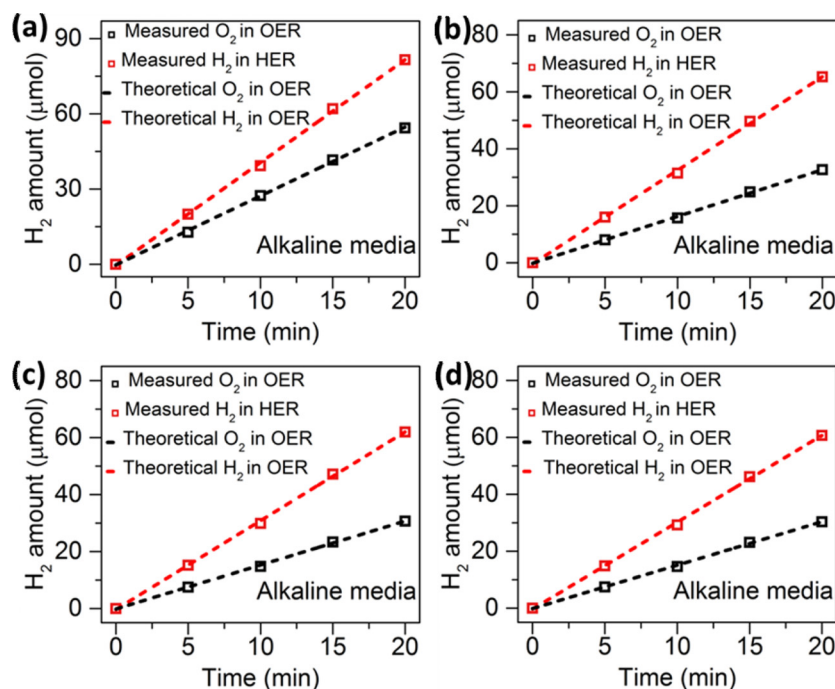 (a)
90
60
30
0
H2 amount (μmol)
Measured O2 in OER
Measured H2 in HER
Theoretical O2 in OER
Theoretical H2 in OER
Alkaline media
0 5 10 15 20
Time (min)
(b)
80
60
40
20
0
H2 amount (μmol)
Measured O2 in OER
Measured H2 in HER
Theoretical O2 in OER
Theoretical H2 in OER
Alkaline media
0 5 10 15 20
Time (min)
(c)
80
60
40
20
0
H2 amount (μmol)
Measured O2 in OER
Measured H2 in HER
Theoretical O2 in OER
Theoretical H2 in OER
Alkaline media
0 5 10 15 20
Time (min)
(d)
80
60
40
20
0
H2 amount (μmol)
Measured O2 in OER
Measured H2 in HER
Theoretical O2 in OER
Theoretical H2 in OER
Alkaline media
0 5 10 15 20
Time (min)